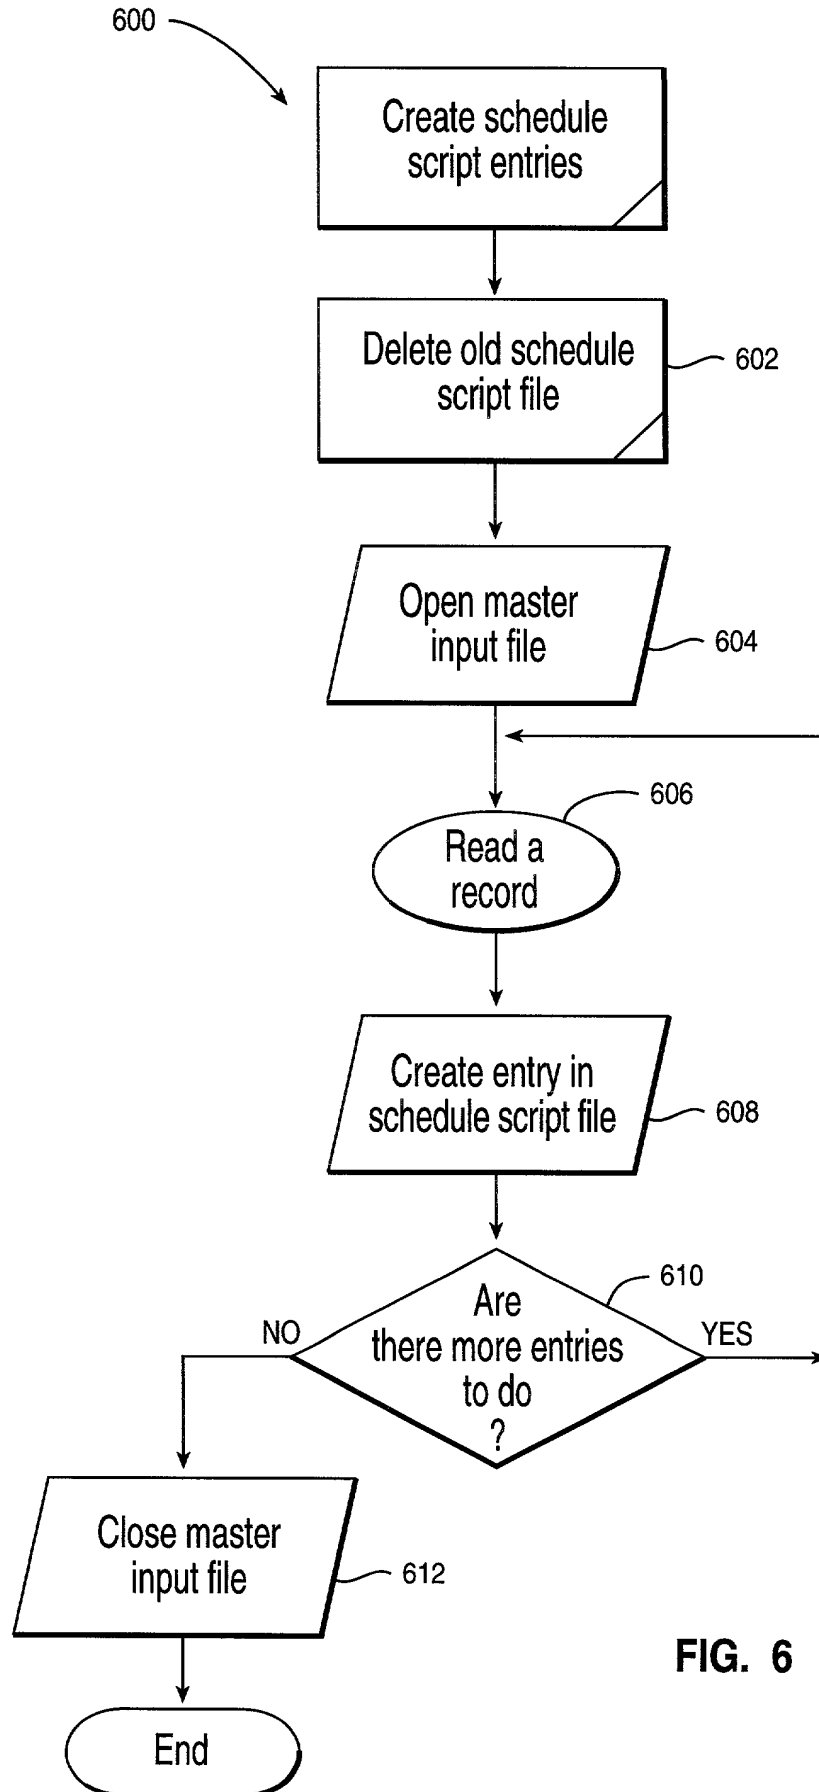 600
Create schedule
script entries
Delete old schedule
script file
602
Open master
input file
604
606
Read a
record
Create entry in
schedule script file
608
610
Are
there more entries
to do
?
NO
YES
Close master
input file
612
FIG. 6
End